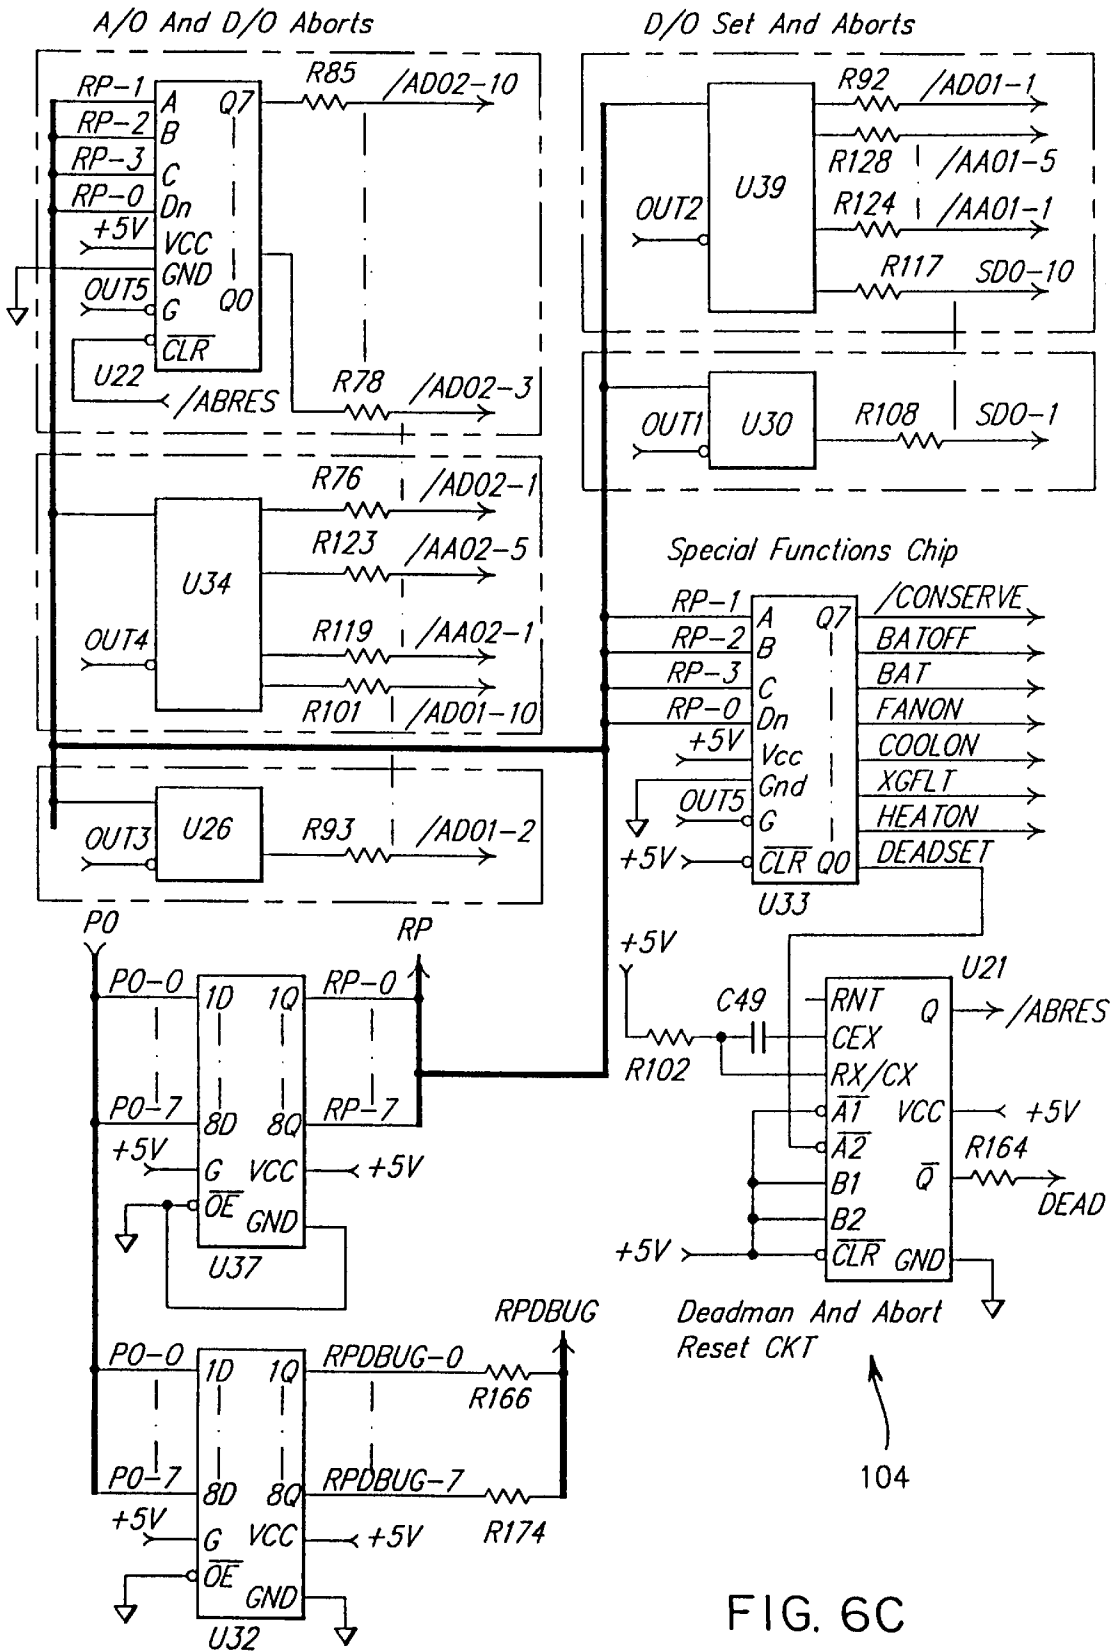 A/O And D/O Aborts
RP-1
RP-2
RP-3
RP-0
+5V
OUT5
A
B
C
Dn
VCC
GND
G
CLR
Q7
Q0
U22
/ABRES
R85
/AD02-10
R78
/AD02-3
R76
/AD02-1
R123
/AA02-5
U34
OUT4
R119
/AA02-1
R101
/AD01-10
OUT3
U26
R93
/AD01-2
D/O Set And Aborts
R92
/AD01-1
R128
/AA01-5
U39
OUT2
R124
/AA01-1
R117
SDO-10
OUT1
U30
R108
SDO-1
Special Functions Chip
RP-1
RP-2
RP-3
RP-0
+5V
OUT5
+5V
A
B
C
Dn
Vcc
Gnd
G
CLR
Q7
Q0
U33
/CONSERVE
BATOFF
BAT
FANON
COOLON
XGFLT
HEATON
DEADSET
PO
PO-0
PO-7
+5V
1D
8D
G
OE
1Q
8Q
VCC
GND
U37
RP-0
RP-7
RP
+5V
PO-0
PO-7
+5V
1D
8D
G
OE
1Q
8Q
VCC
GND
U32
RPDBUG-0
RPDBUG-7
R166
R174
RPDBUG
+5V
+5V
R102
C49
U21
RNT
CEX
RX/CX
A1
A2
B1
B2
CLR
Q
VCC
Q
GND
/ABRES
+5V
R164
DEAD
+5V
Deadman And Abort
Reset CKT
104
FIG. 6C